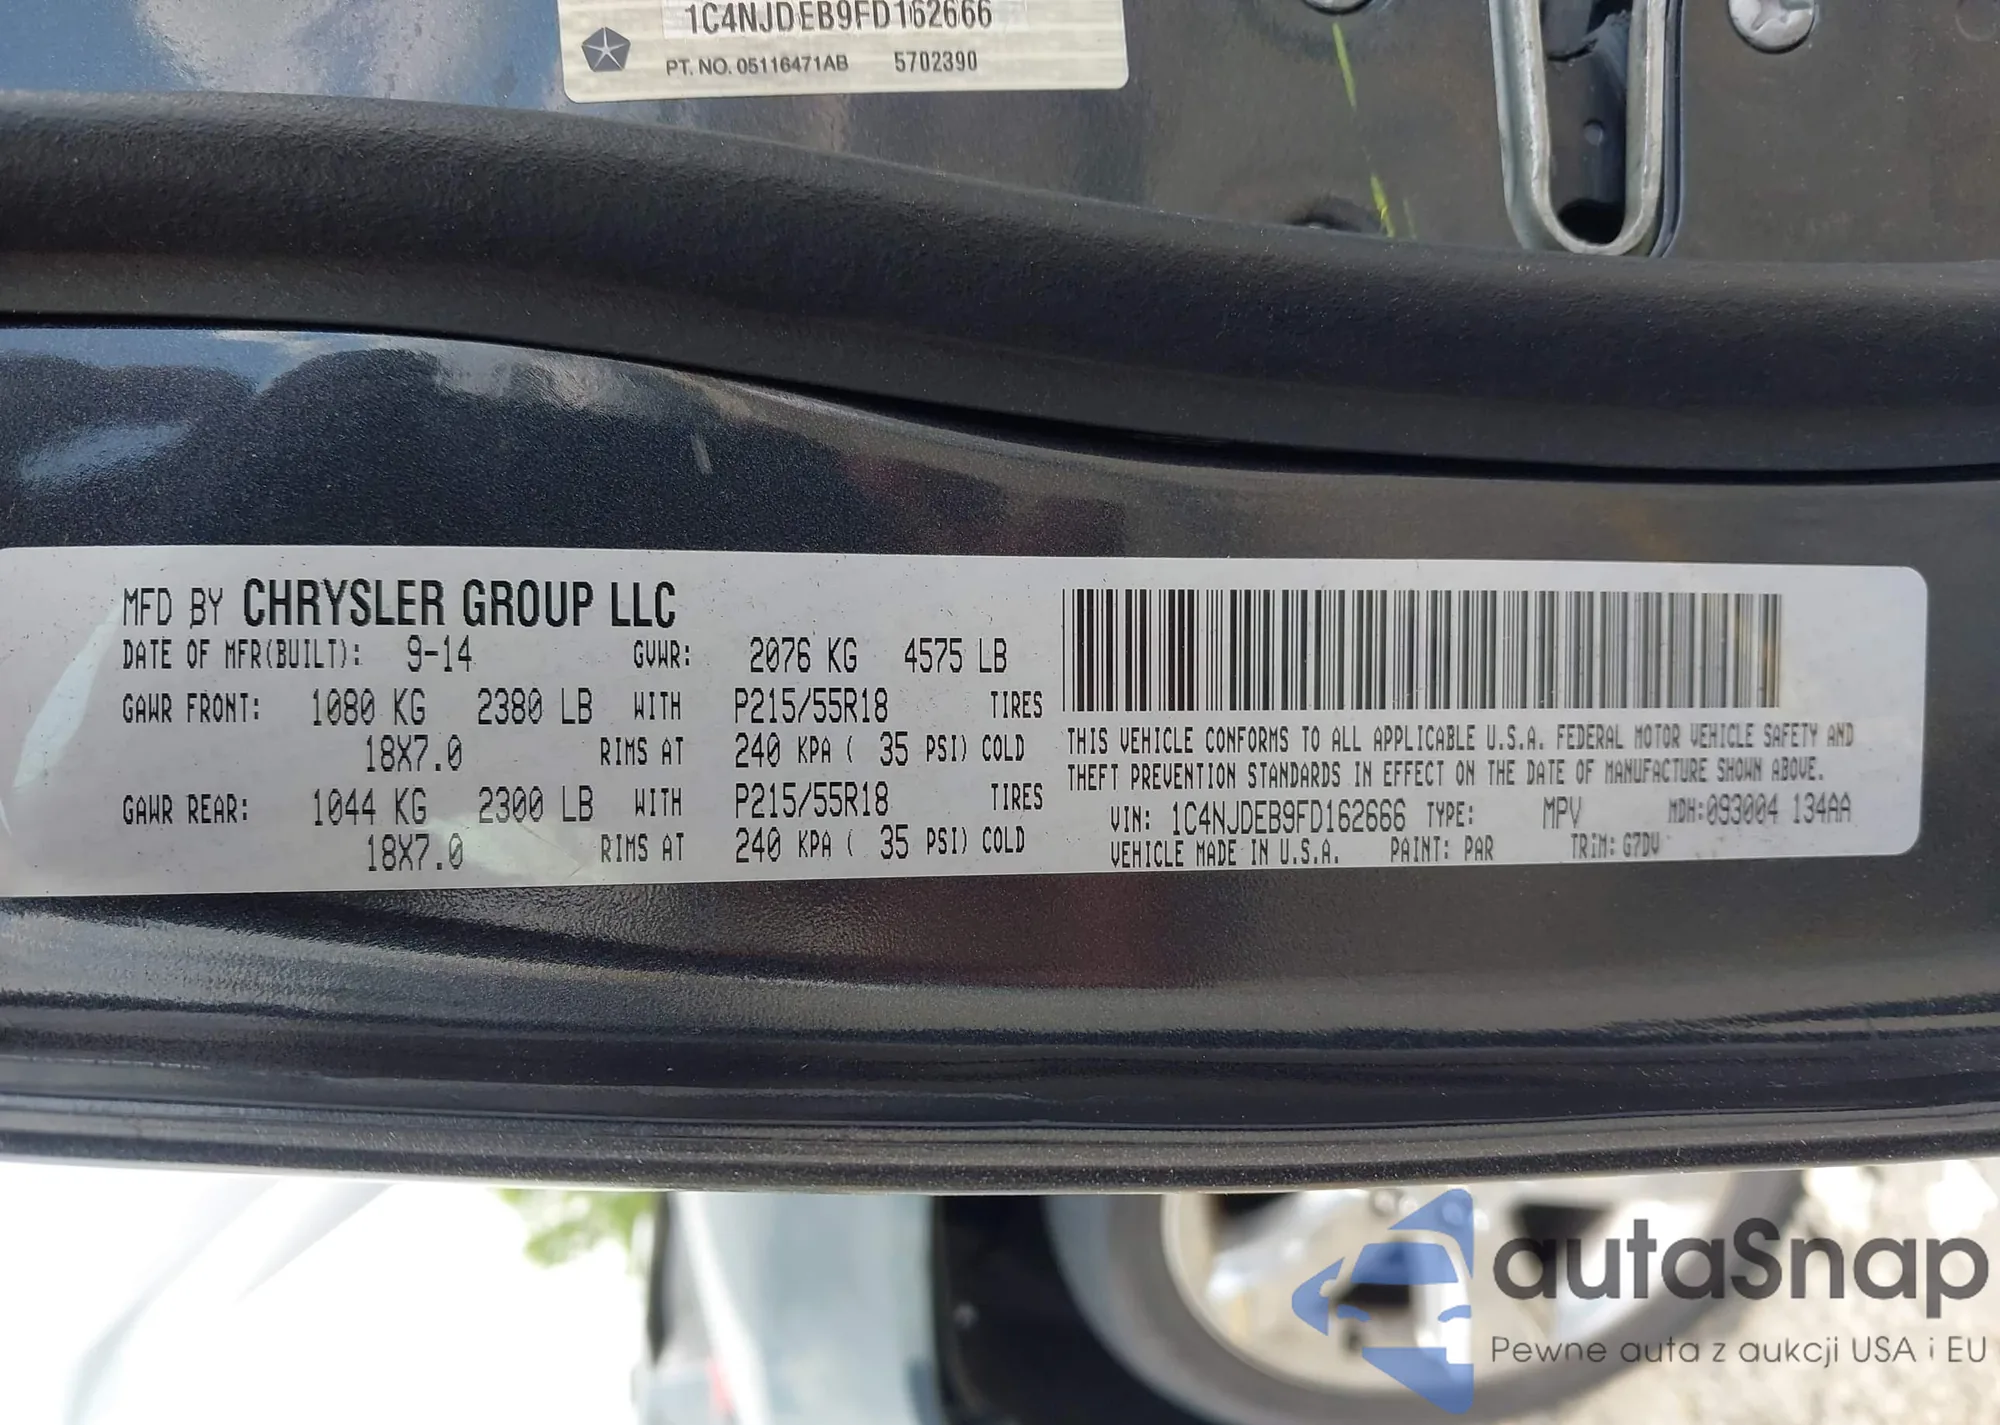 1C4NJDEB9FD162666
PT. NO. 05116471AB 5702390
MFD BY CHRYSLER GROUP LLC
DATE OF MFR(BUILT): 9-14 GVWR: 2076 KG 4575 LB
GAWR FRONT: 1080 KG 2380 LB WITH P215/55R18 TIRES
18X7.0 RIMS AT 240 KPA ( 35 PSI) COLD
GAWR REAR: 1044 KG 2300 LB WITH P215/55R18 TIRES
18X7.0 RIMS AT 240 KPA ( 35 PSI) COLD
THIS VEHICLE CONFORMS TO ALL APPLICABLE U.S.A. FEDERAL MOTOR VEHICLE SAFETY AND
THEFT PREVENTION STANDARDS IN EFFECT ON THE DATE OF MANUFACTURE SHOWN ABOVE.
VIN: 1C4NJDEB9FD162666 TYPE: MPV MDH:093004 134AA
VEHICLE MADE IN U.S.A. PAINT: PAR TRIM: G7DV
autaSnap
Pewne auta z aukcji USA i EU